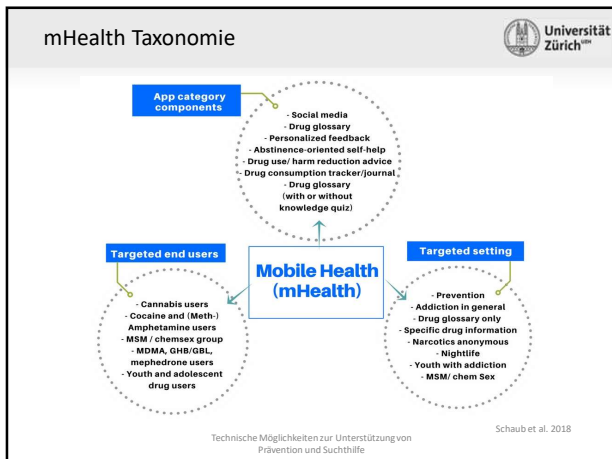 mHealth Taxonomie
Universität
Zürich UZH
App category
components
- Social media
- Drug glossary
- Personalized feedback
- Abstinence-oriented self-help
- Drug use/ harm reduction advice
- Drug consumption tracker/journal
- Drug glossary
(with or without
knowledge quiz)
Targeted end users
- Cannabis users
- Cocaine and (Meth-)
Amphetamine users
- MSM / chemsex group
- MDMA, GHB/GBL,
mephedrone users
- Youth and adolescent
drug users
Mobile Health
(mHealth)
Targeted setting
- Prevention
- Addiction in general
- Drug glossary only
- Specific drug information
- Narcotics anonymous
- Nightlife
- Youth with addiction
- MSM/ chem Sex
Schaub et al. 2018
Technische Möglichkeiten zur Unterstützung von
Prävention und Suchthilfe